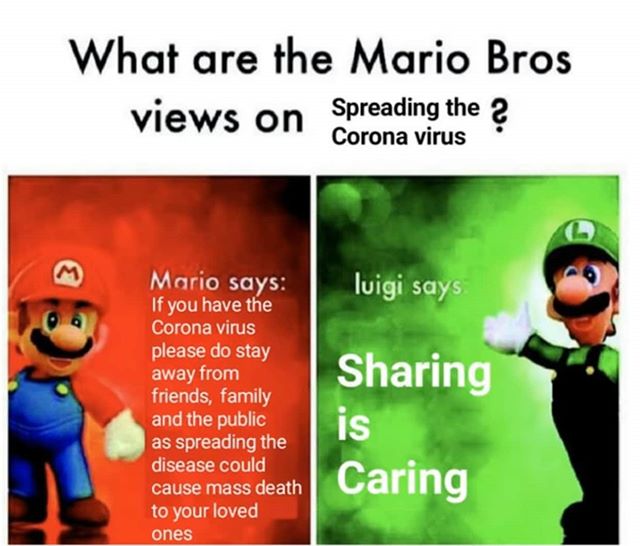 What are the Mario Bros
views on Spreading the ?
Corona virus
Mario says:
If you have the
Corona virus
please do stay
away from
friends, family
and the public
as spreading the
disease could
cause mass death
to your loved
ones
luigi says:
Sharing
is
Caring
M
L